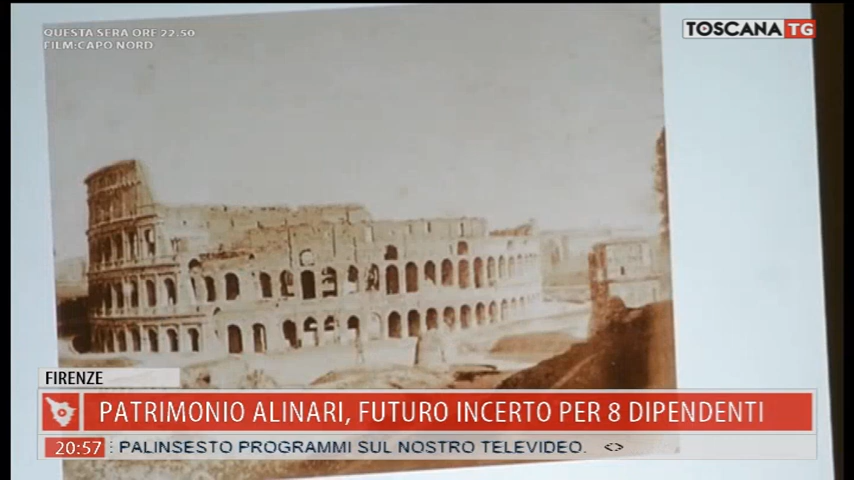 QUESTA SERA ORE 22.50
FILM:CAPO NORD
TOSCANA TG
FIRENZE
PATRIMONIO ALINARI, FUTURO INCERTO PER 8 DIPENDENTI
20:57 : PALINSESTO PROGRAMMI SUL NOSTRO TELEVIDEO. <>